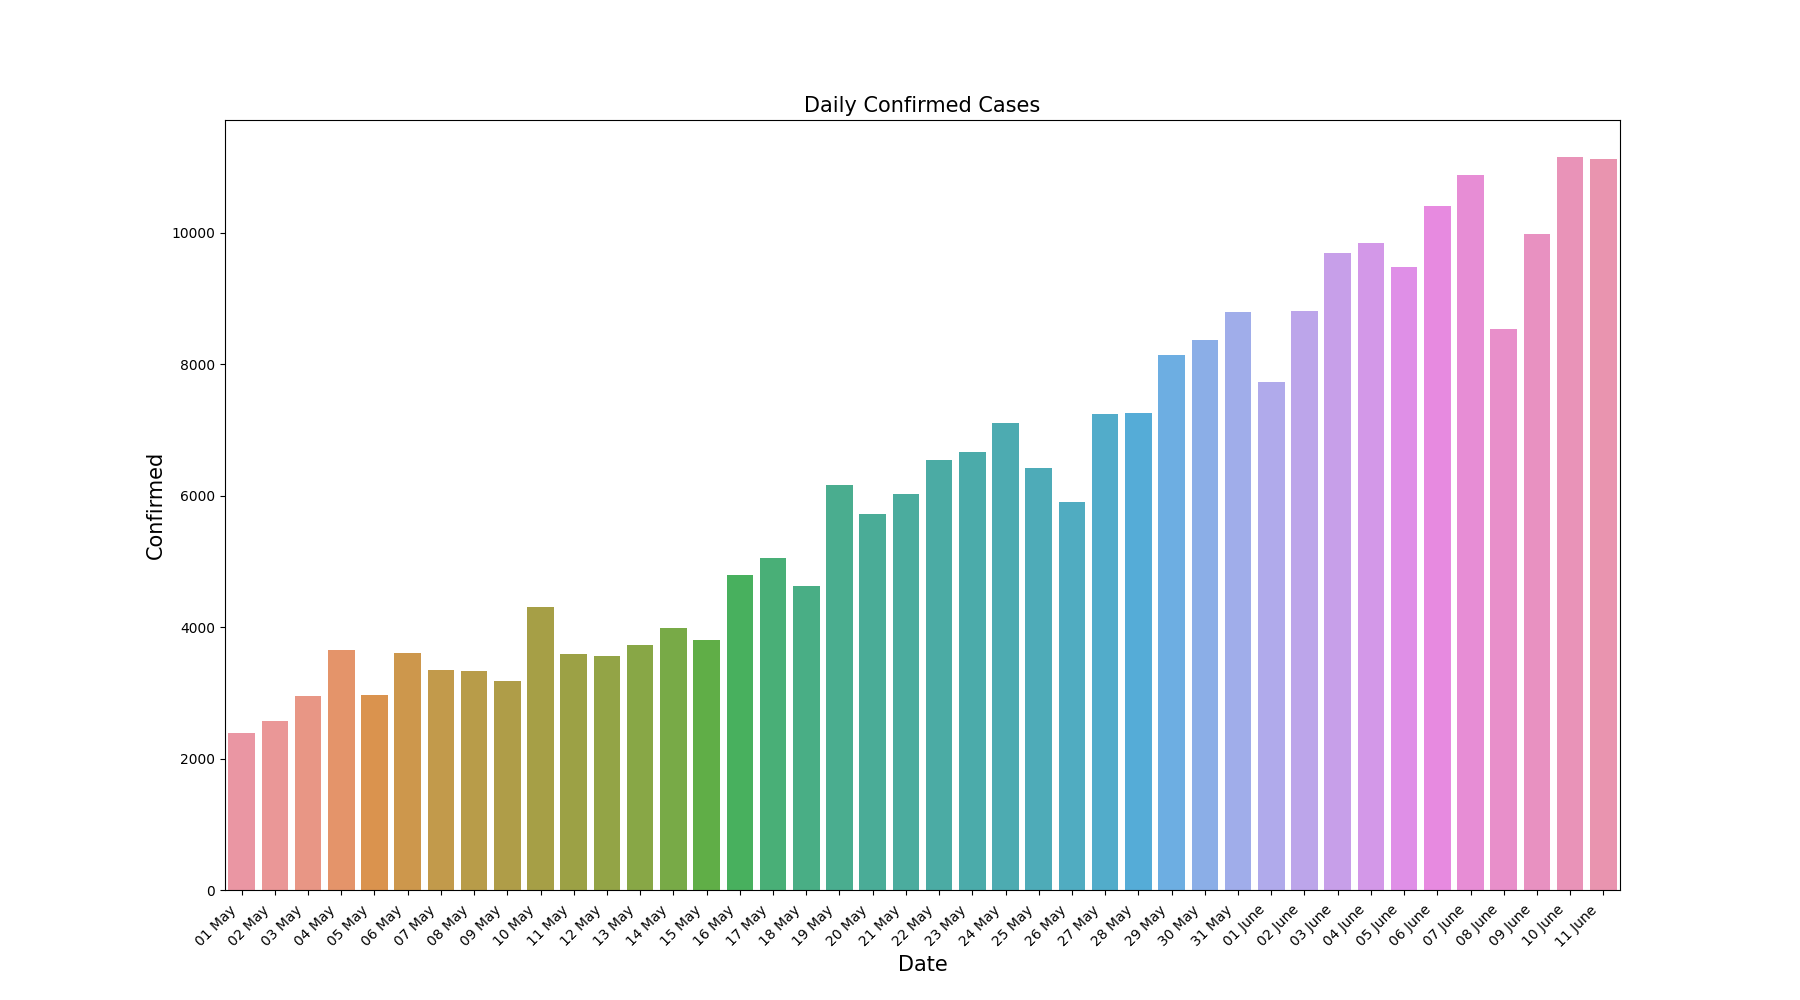 Daily Confirmed Cases
Confirmed
10000
8000
6000
4000
2000
0
01 May
02 May
03 May
04 May
05 May
06 May
07 May
08 May
09 May
10 May
11 May
12 May
13 May
14 May
15 May
16 May
17 May
18 May
19 May
20 May
21 May
22 May
23 May
24 May
25 May
26 May
27 May
28 May
29 May
30 May
31 May
01 June
02 June
03 June
04 June
05 June
06 June
07 June
08 June
09 June
10 June
11 June
Date